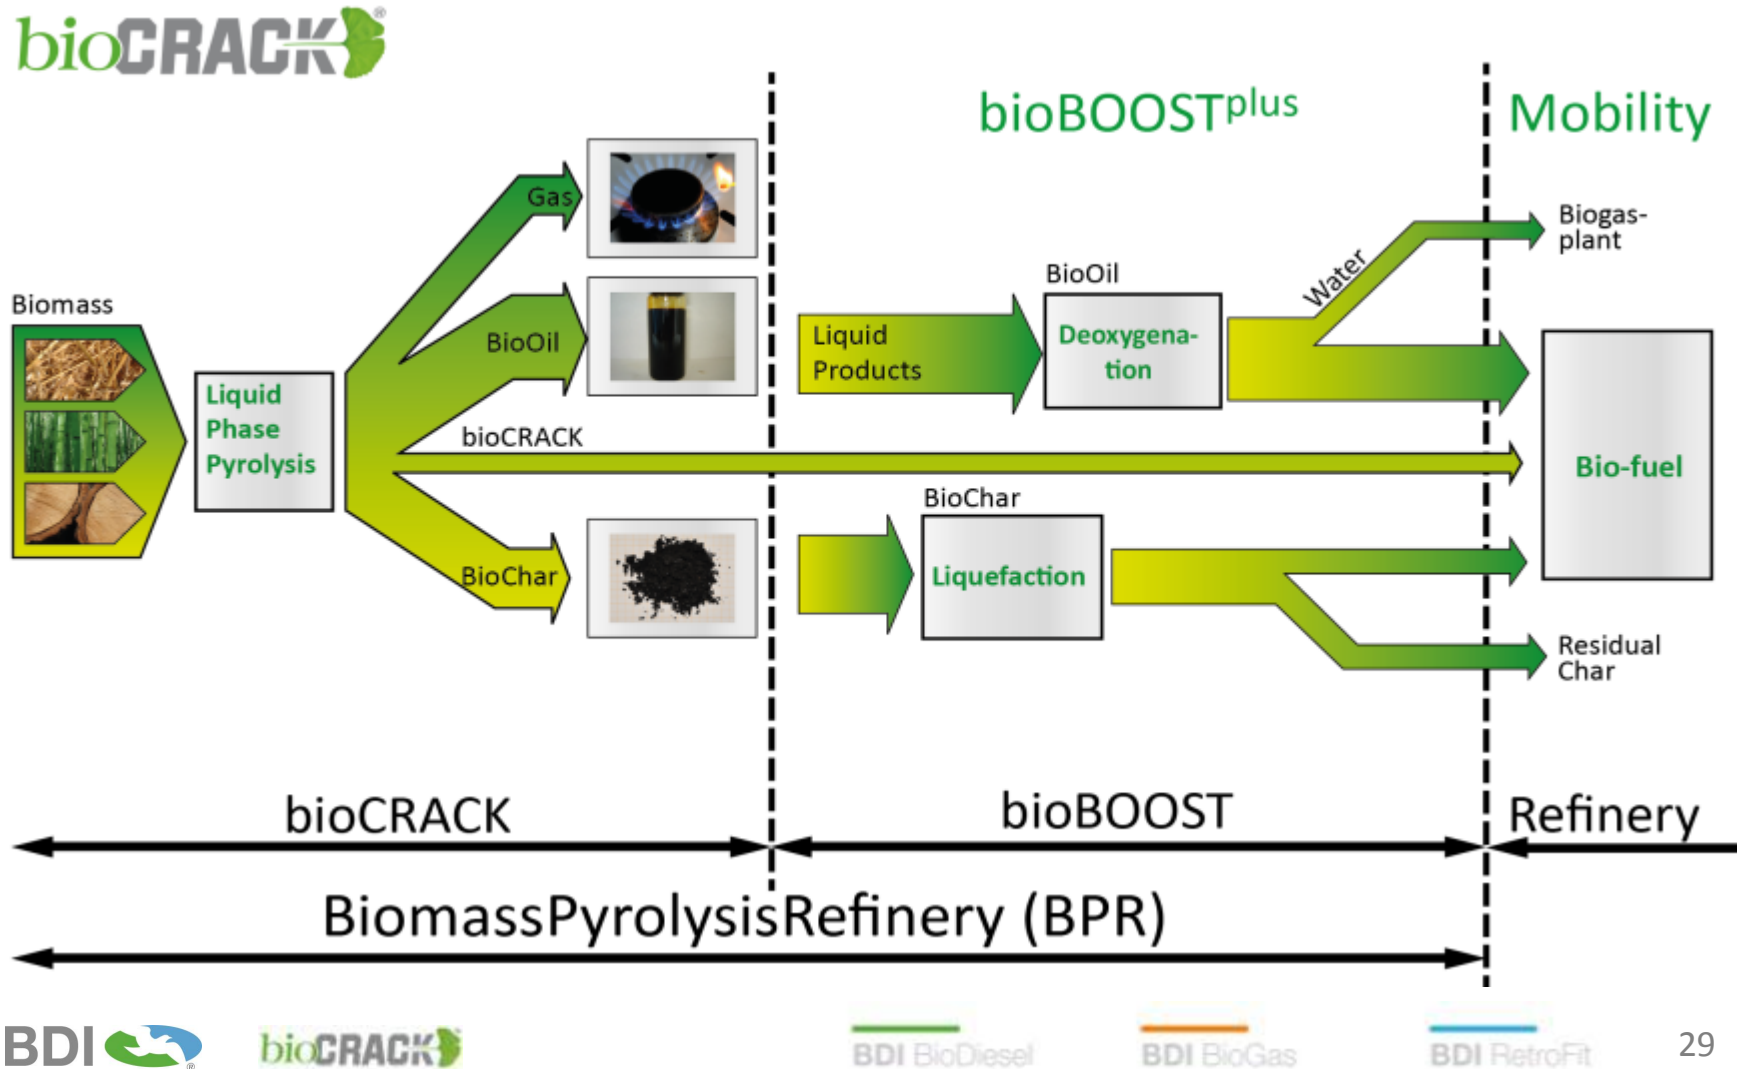 bioCRACK®
bioBOOSTplus
Mobility
Gas
Biogas-
plant
Biomass
BioOil
Water
BioOil
Liquid
Products
Deoxygena-
tion
Liquid
Phase
Pyrolysis
bioCRACK
Bio-fuel
BioChar
BioChar
Liquefaction
Residual
Char
bioCRACK
bioBOOST
Refinery
BiomassPyrolysisRefinery (BPR)
BDI ®
bioCRACK
BDI BioDiesel
BDI BioGas
BDI RetroFit
29